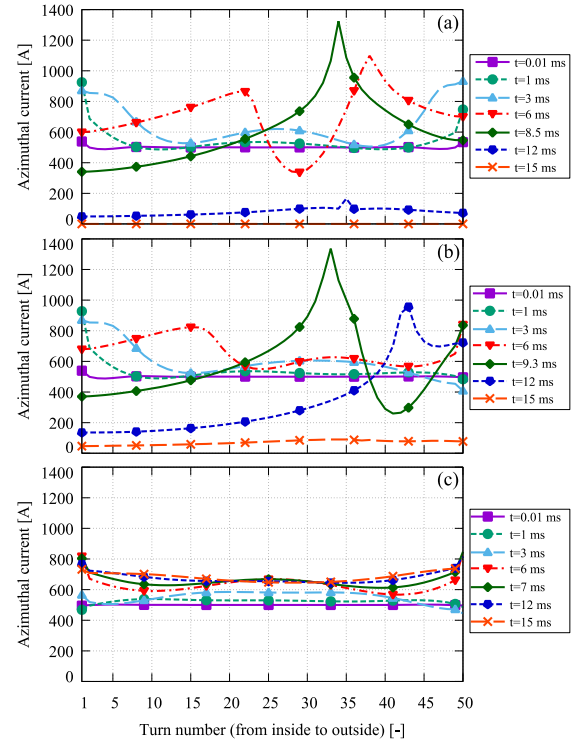 (a)
Azimuthal current [A]
1400
1200
1000
800
600
400
200
0
t=0.01 ms
t=1 ms
t=3 ms
t=6 ms
t=8.5 ms
t=12 ms
t=15 ms
(b)
Azimuthal current [A]
1400
1200
1000
800
600
400
200
0
t=0.01 ms
t=1 ms
t=3 ms
t=6 ms
t=9.3 ms
t=12 ms
t=15 ms
(c)
Azimuthal current [A]
1400
1200
1000
800
600
400
200
0
t=0.01 ms
t=1 ms
t=3 ms
t=6 ms
t=7 ms
t=12 ms
t=15 ms
1 5 10 15 20 25 30 35 40 45 50
Turn number (from inside to outside) [-]